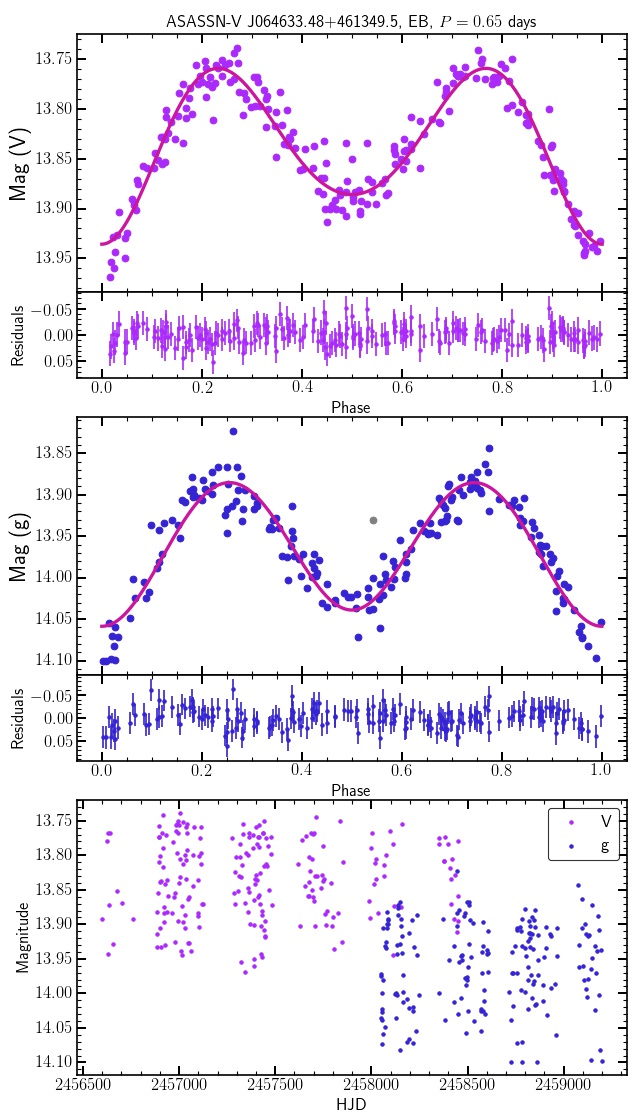 ASASSN-V J064633.48+461349.5, EB, P = 0.65 days
13.75
13.80
13.85
13.90
13.95
Mag (V)
−0.05
0.00
0.05
Residuals
0.0 0.2 0.4 0.6 0.8 1.0
Phase
13.85
13.90
13.95
14.00
14.05
14.10
Mag (g)
−0.05
0.00
0.05
Residuals
0.0 0.2 0.4 0.6 0.8 1.0
Phase
13.75
13.80
13.85
13.90
13.95
14.00
14.05
14.10
Magnitude
V
g
2456500 2457000 2457500 2458000 2458500 2459000
HJD